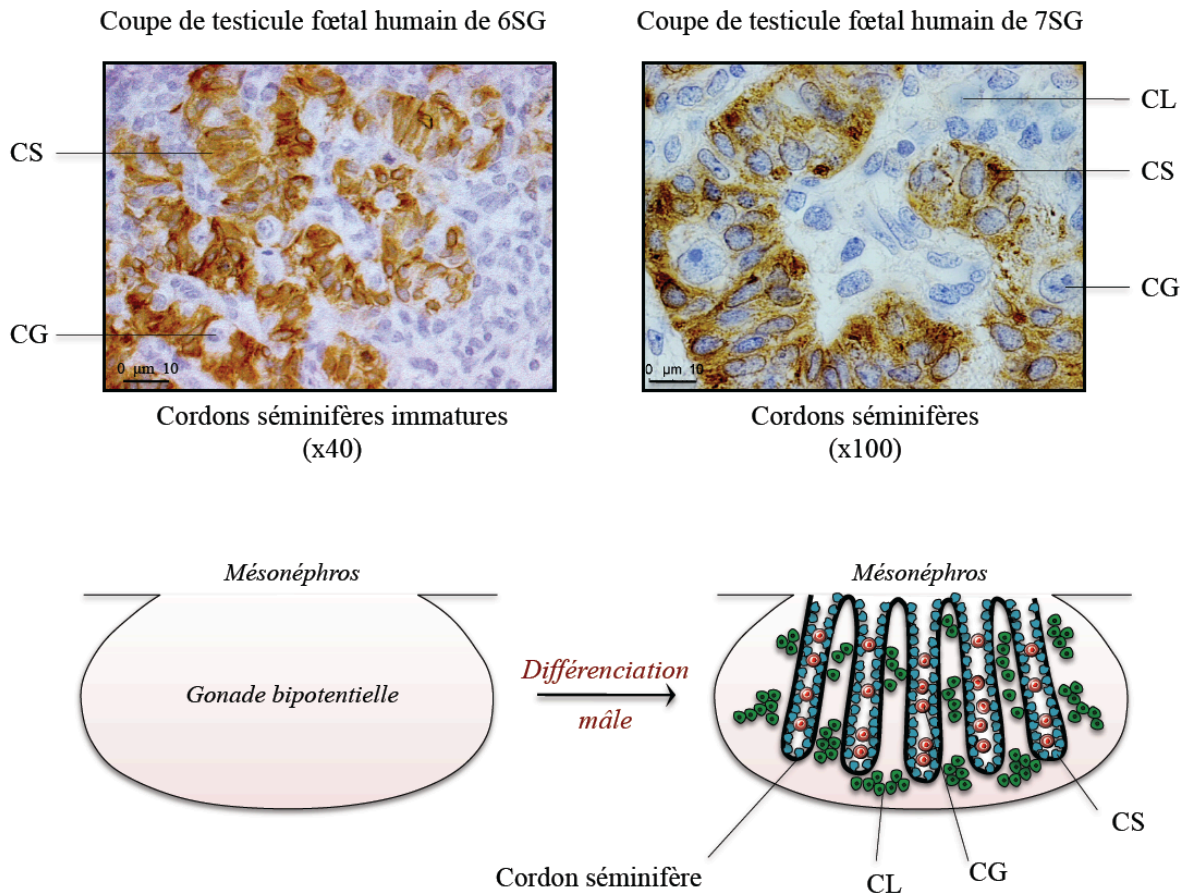 Coupe de testicule fœtal humain de 6SG
Coupe de testicule fœtal humain de 7SG
CS
CG
0 µm 10
CL
CS
CG
0 µm 10
Cordons séminifères immatures
(x40)
Cordons séminifères
(x100)
Mésonéphros
Gonade bipotentielle
Différenciation
mâle
Mésonéphros
Cordon séminifère
CL
CG
CS